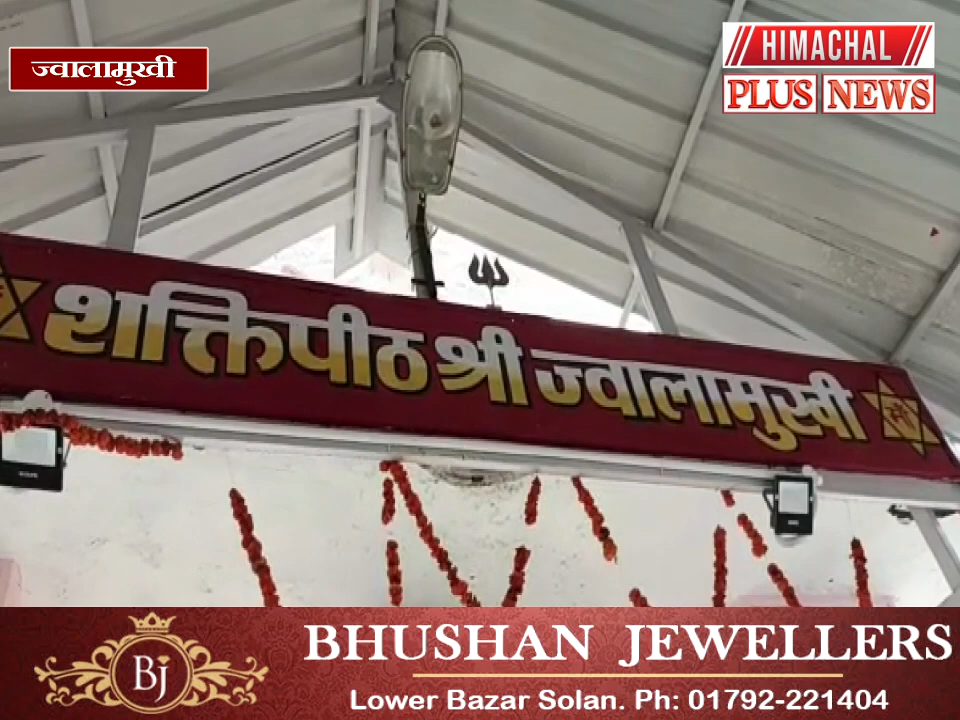 ज्वालामुखी
HIMACHAL
PLUS NEWS
शक्तिपीठ श्री ज्वालामुखी
BJ
BHUSHAN JEWELLERS
Lower Bazar Solan. Ph: 01792-221404